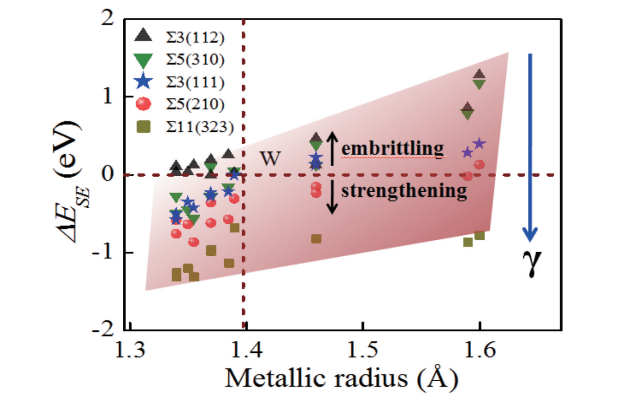 2
1
0
-1
-2
ΔE_SE (eV)
Σ3(112)
Σ5(310)
Σ3(111)
Σ5(210)
Σ11(323)
W
embrittling
strengthening
γ
1.3
1.4
1.5
1.6
Metallic radius (Å)